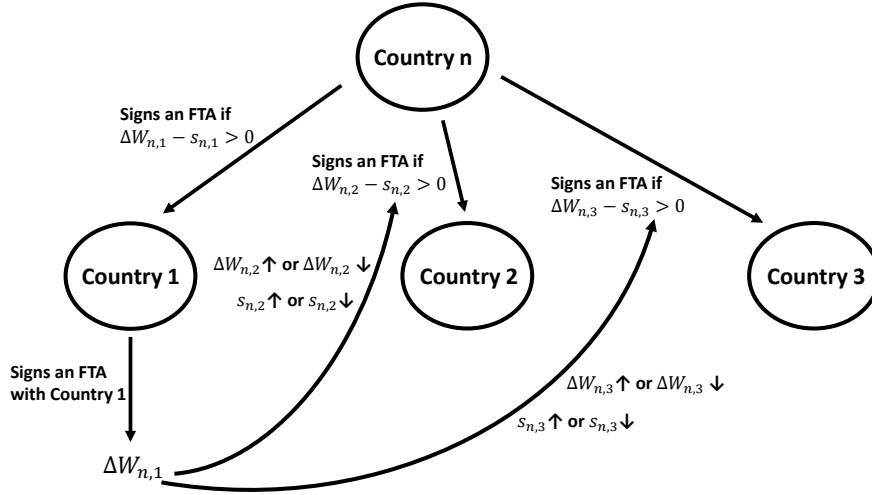 Country n
Signs an FTA if
ΔW_{n,1} − s_{n,1} > 0
Signs an FTA if
ΔW_{n,2} − s_{n,2} > 0
Signs an FTA if
ΔW_{n,3} − s_{n,3} > 0
Country 1
ΔW_{n,2}↑ or ΔW_{n,2} ↓
s_{n,2}↑ or s_{n,2}↓
Country 2
Country 3
Signs an FTA
with Country 1
ΔW_{n,3}↑ or ΔW_{n,3} ↓
s_{n,3}↑ or s_{n,3}↓
ΔW_{n,1}